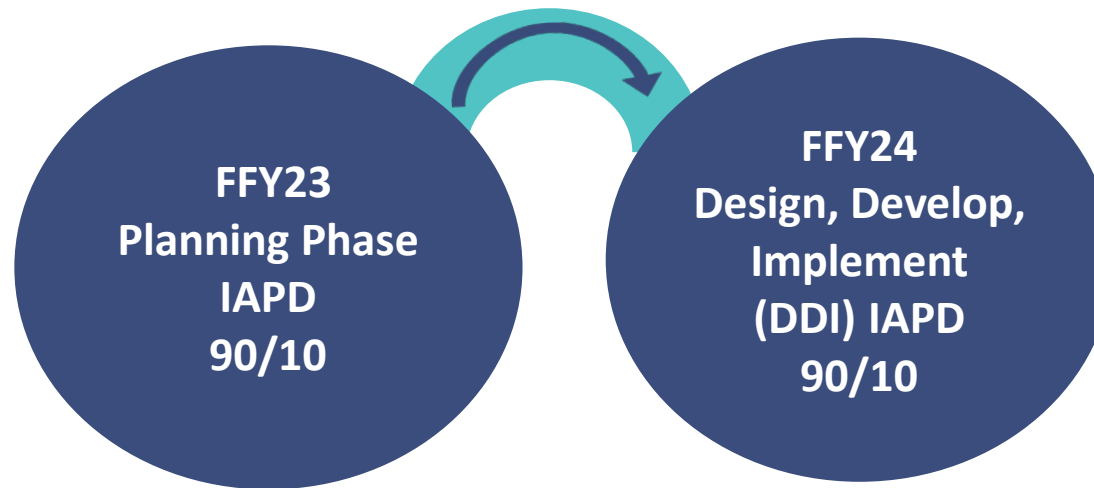 FFY23
Planning Phase
IAPD
90/10
FFY24
Design, Develop,
Implement
(DDI) IAPD
90/10